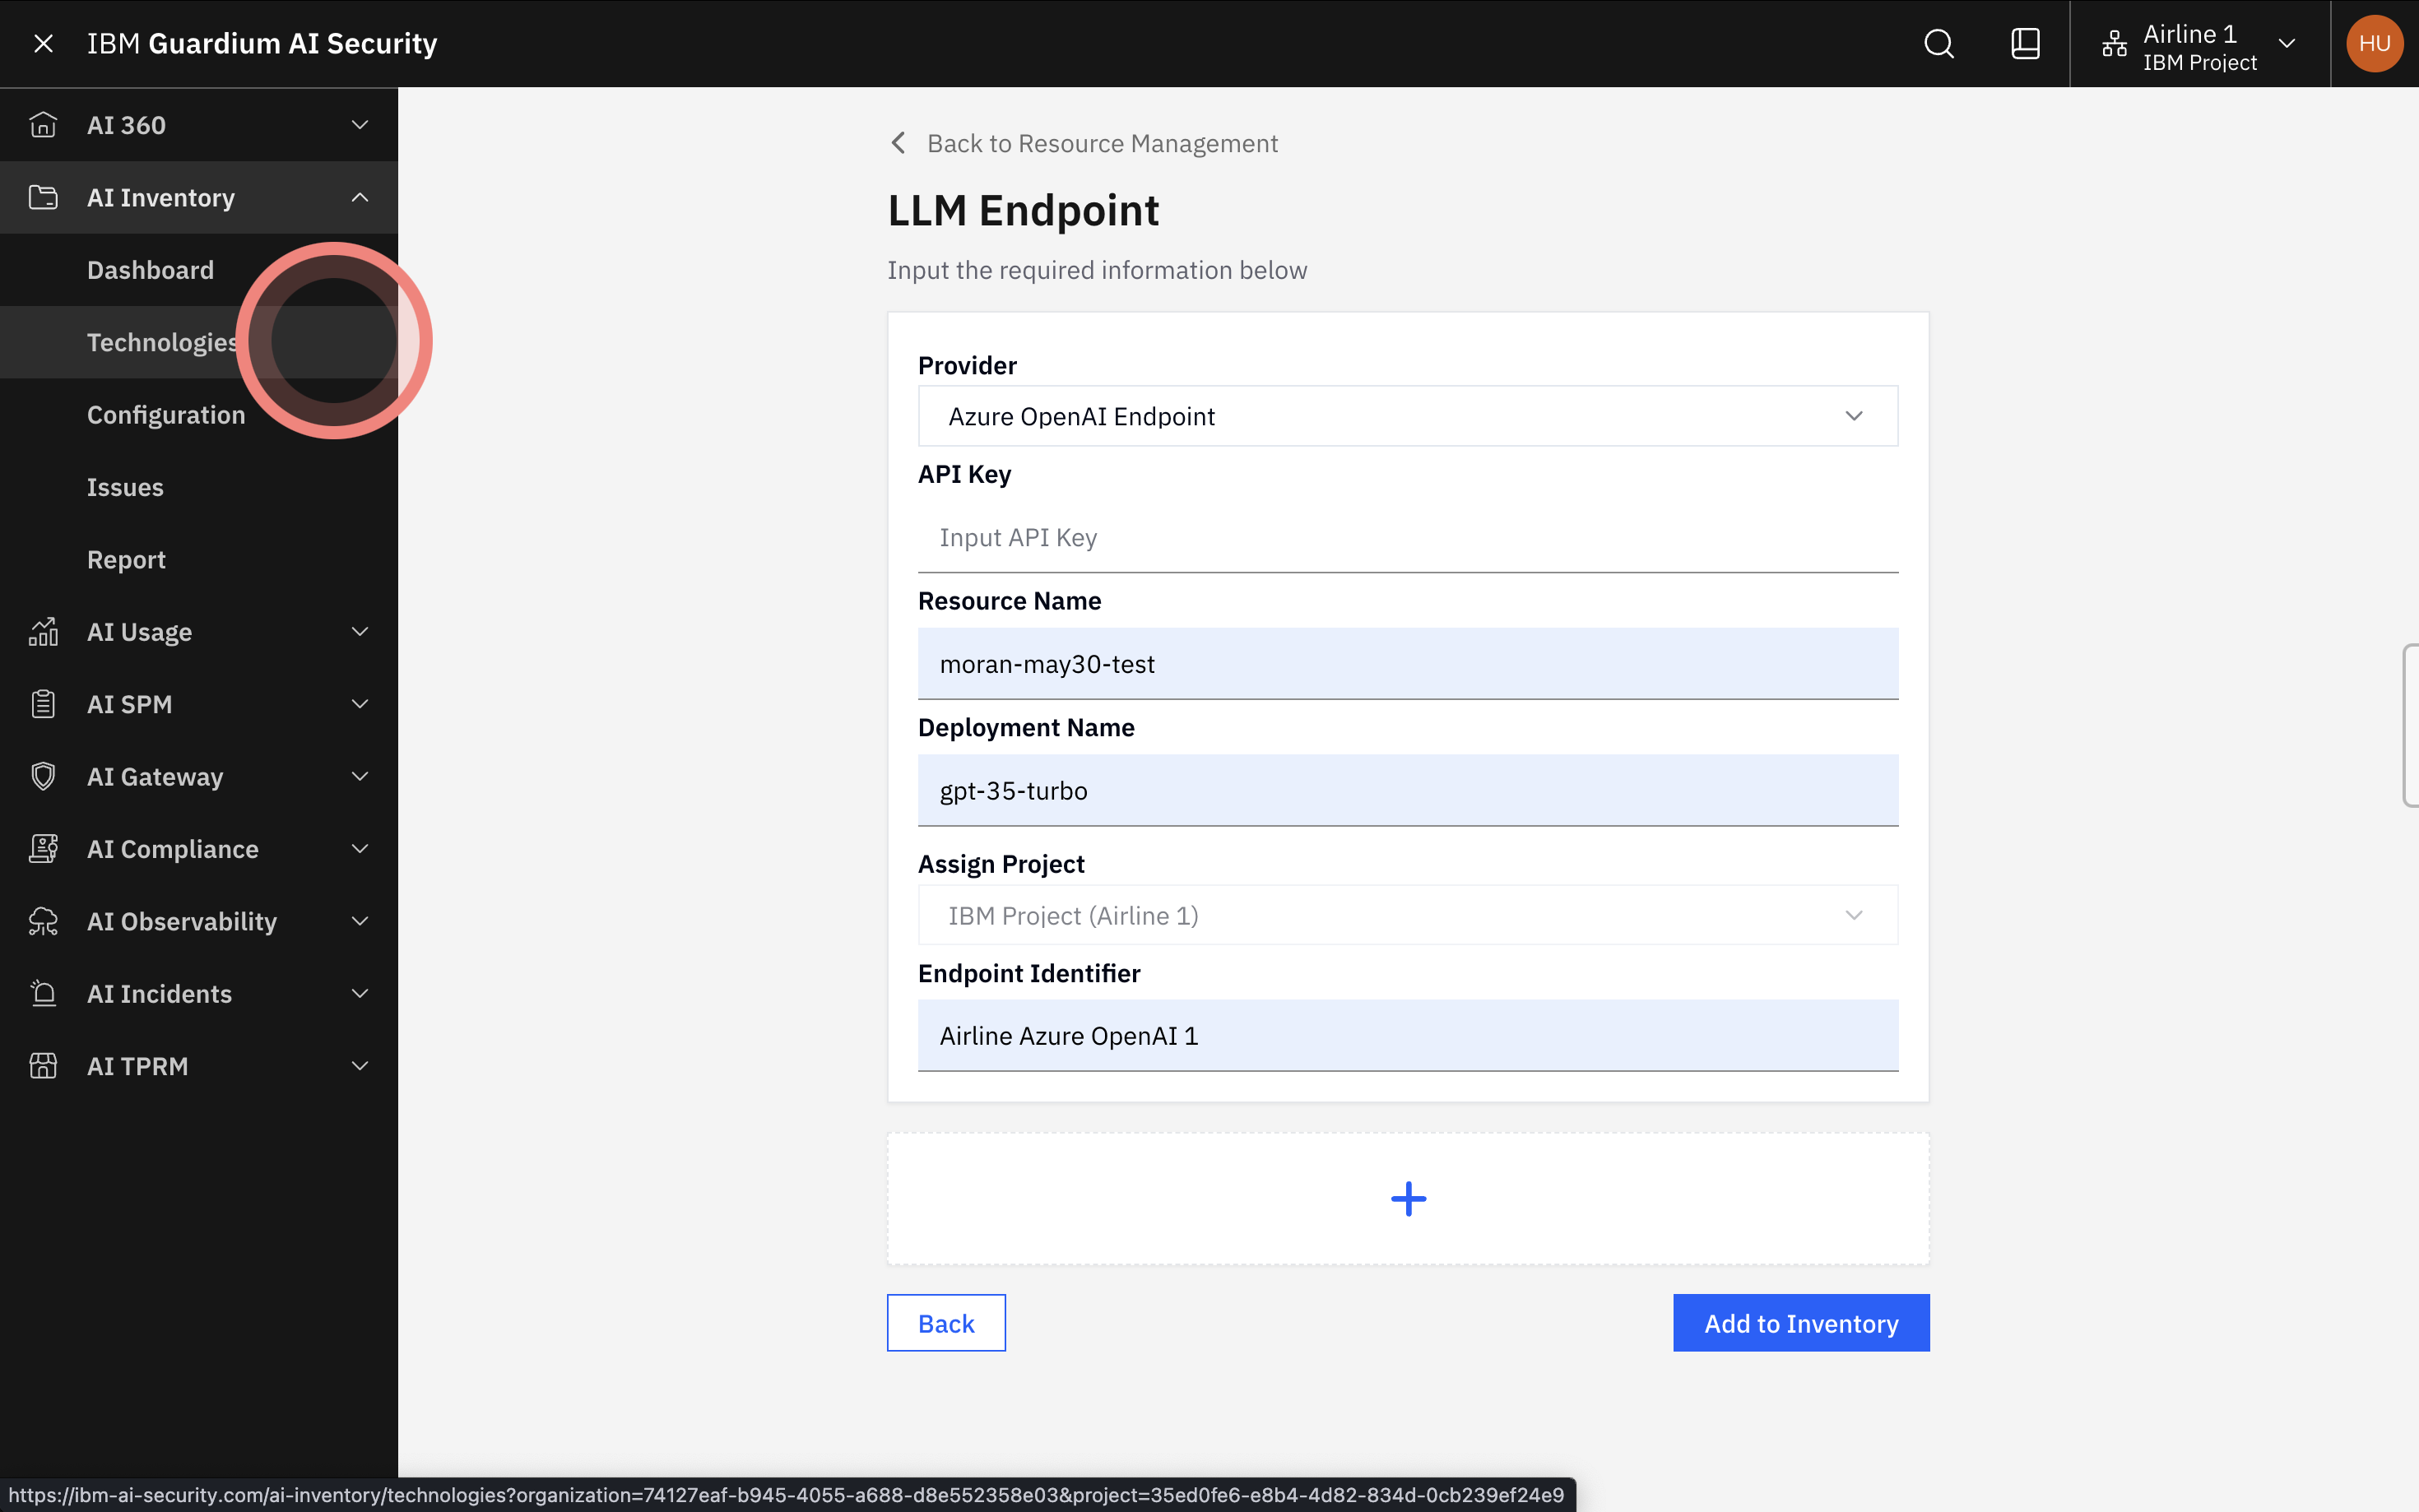 IBM Guardium AI Security
Airline 1
IBM Project
HU
AI 360
AI Inventory
Dashboard
Technologies
Configuration
Issues
Report
AI Usage
AI SPM
AI Gateway
AI Compliance
AI Observability
AI Incidents
AI TPRM
Back to Resource Management
LLM Endpoint
Input the required information below
Provider
Azure OpenAI Endpoint
API Key
Input API Key
Resource Name
moran-may30-test
Deployment Name
gpt-35-turbo
Assign Project
IBM Project (Airline 1)
Endpoint Identifier
Airline Azure OpenAI 1
Back
Add to Inventory
https://ibm-ai-security.com/ai-inventory/technologies?organization=74127eaf-b945-4055-a688-d8e552358e03&project=35ed0fe6-e8b4-4d82-834d-0cb239ef24e9